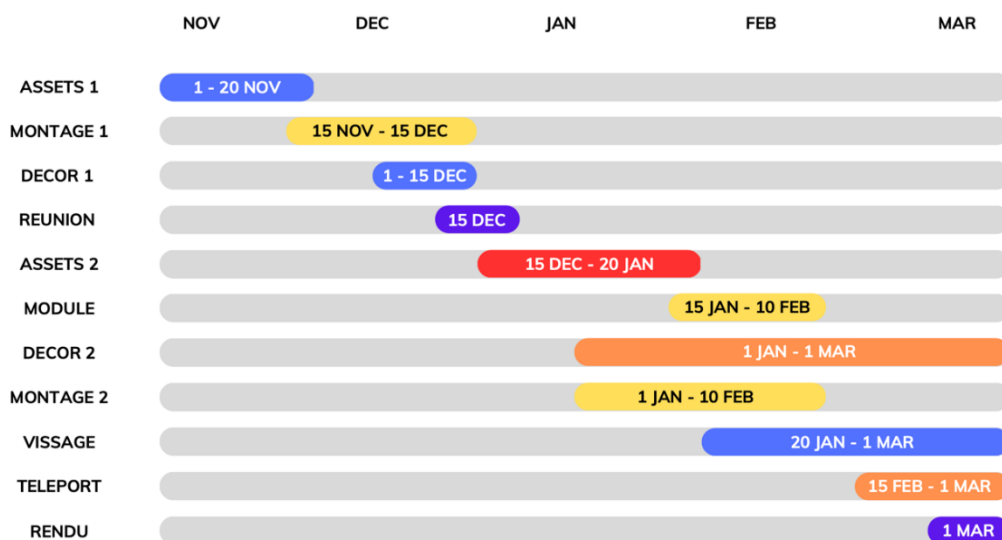 NOV DEC JAN FEB MAR
ASSETS 1 1 - 20 NOV
MONTAGE 1 15 NOV - 15 DEC
DECOR 1 1 - 15 DEC
REUNION 15 DEC
ASSETS 2 15 DEC - 20 JAN
MODULE 15 JAN - 10 FEB
DECOR 2 1 JAN - 1 MAR
MONTAGE 2 1 JAN - 10 FEB
VISSAGE 20 JAN - 1 MAR
TELEPORT 15 FEB - 1 MAR
RENDU 1 MAR